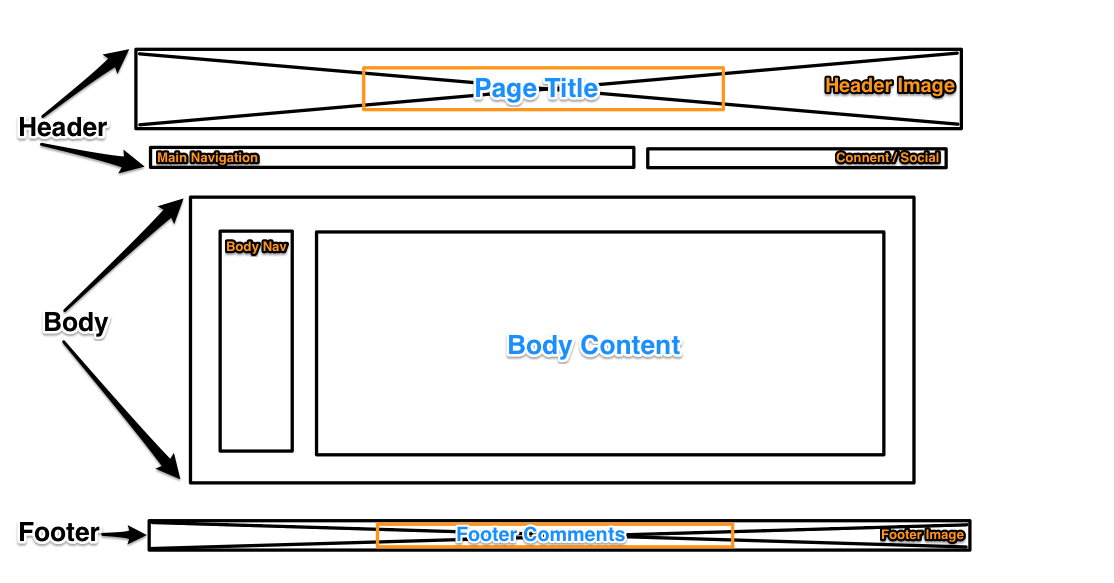 Page Title
Header Image
Header
Main Navigation
Connent / Social
Body Nav
Body
Body Content
Footer
Footer Comments
Footer Image